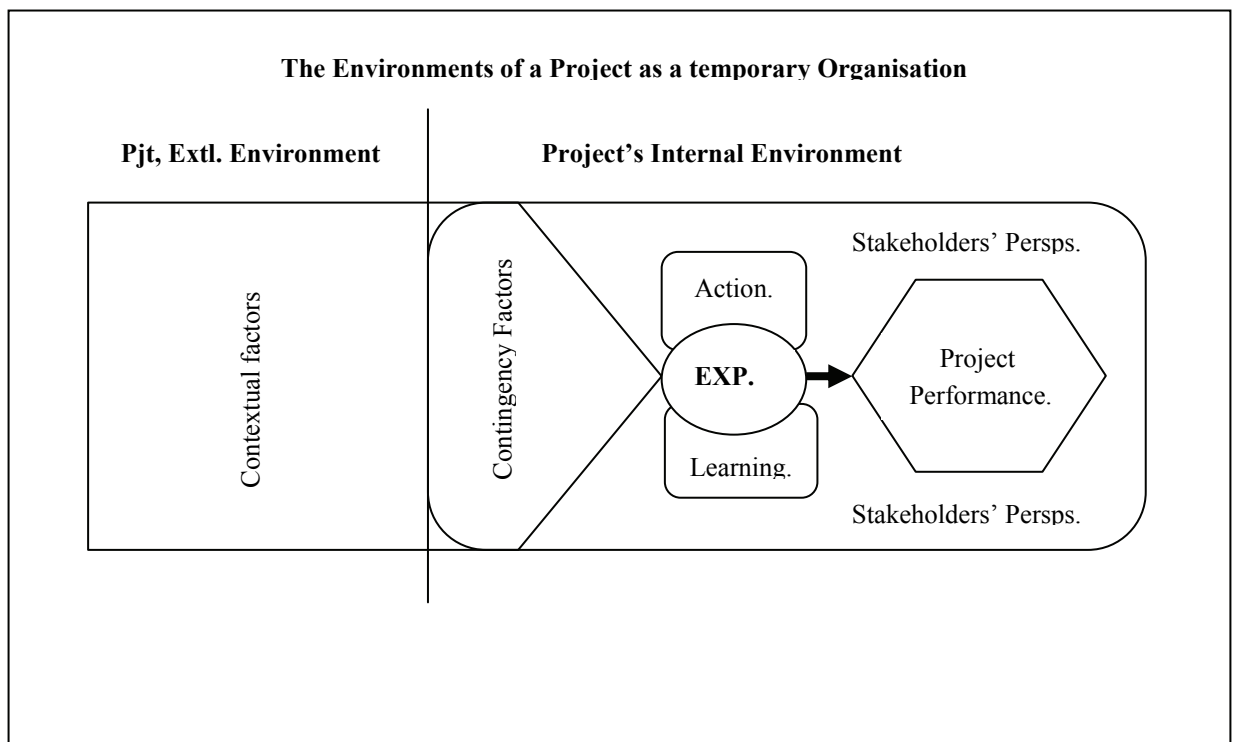 The Environments of a Project as a temporary Organisation
Pjt, Extl. Environment
Project’s Internal Environment
Contextual factors
Contingency Factors
Action.
EXP.
Learning.
Stakeholders’ Persps.
Project
Performance.
Stakeholders’ Persps.